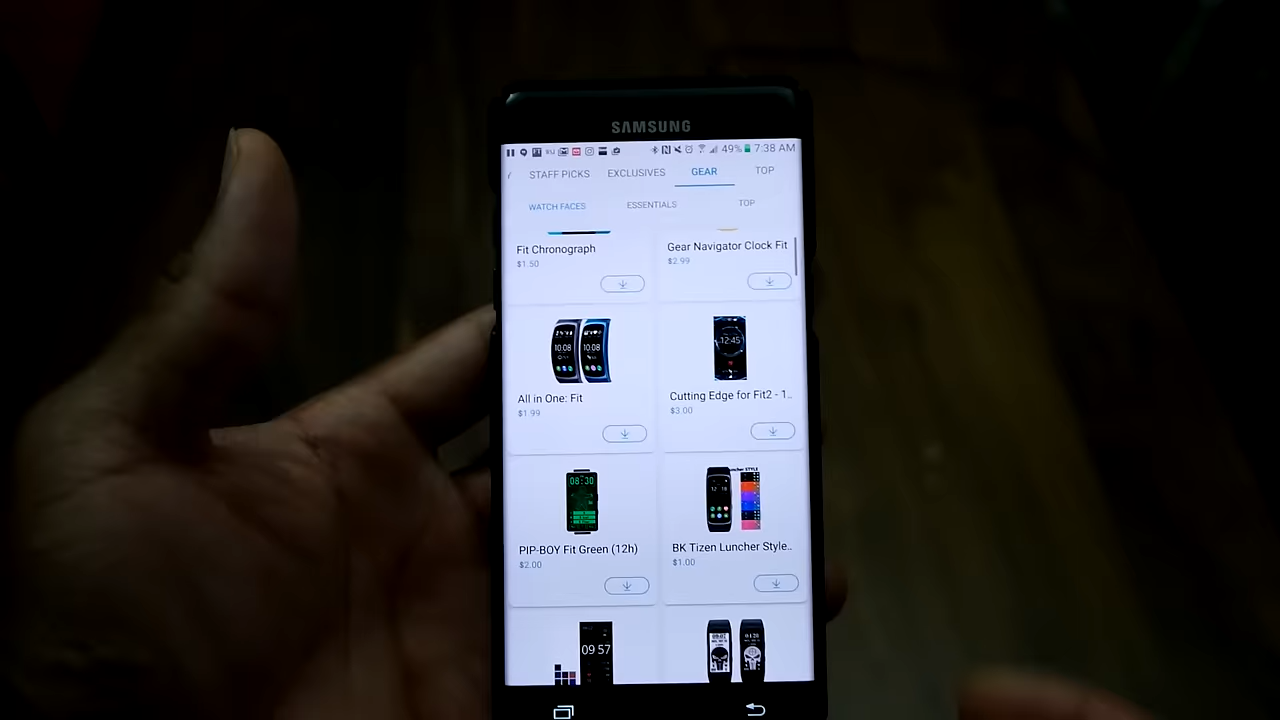 SAMSUNG
49% 7:38 AM
STAFF PICKS EXCLUSIVES GEAR TOP
WATCH FACES ESSENTIALS TOP
Fit Chronograph Gear Navigator Clock Fit
$1.50 $2.99
10:08 10:08 12:45
All in One: Fit Cutting Edge for Fit2 - 1..
$1.99 $3.00
08:30
PIP-BOY Fit Green (12h) BK Tizen Luncher Style..
$2.00 $1.00
09 57